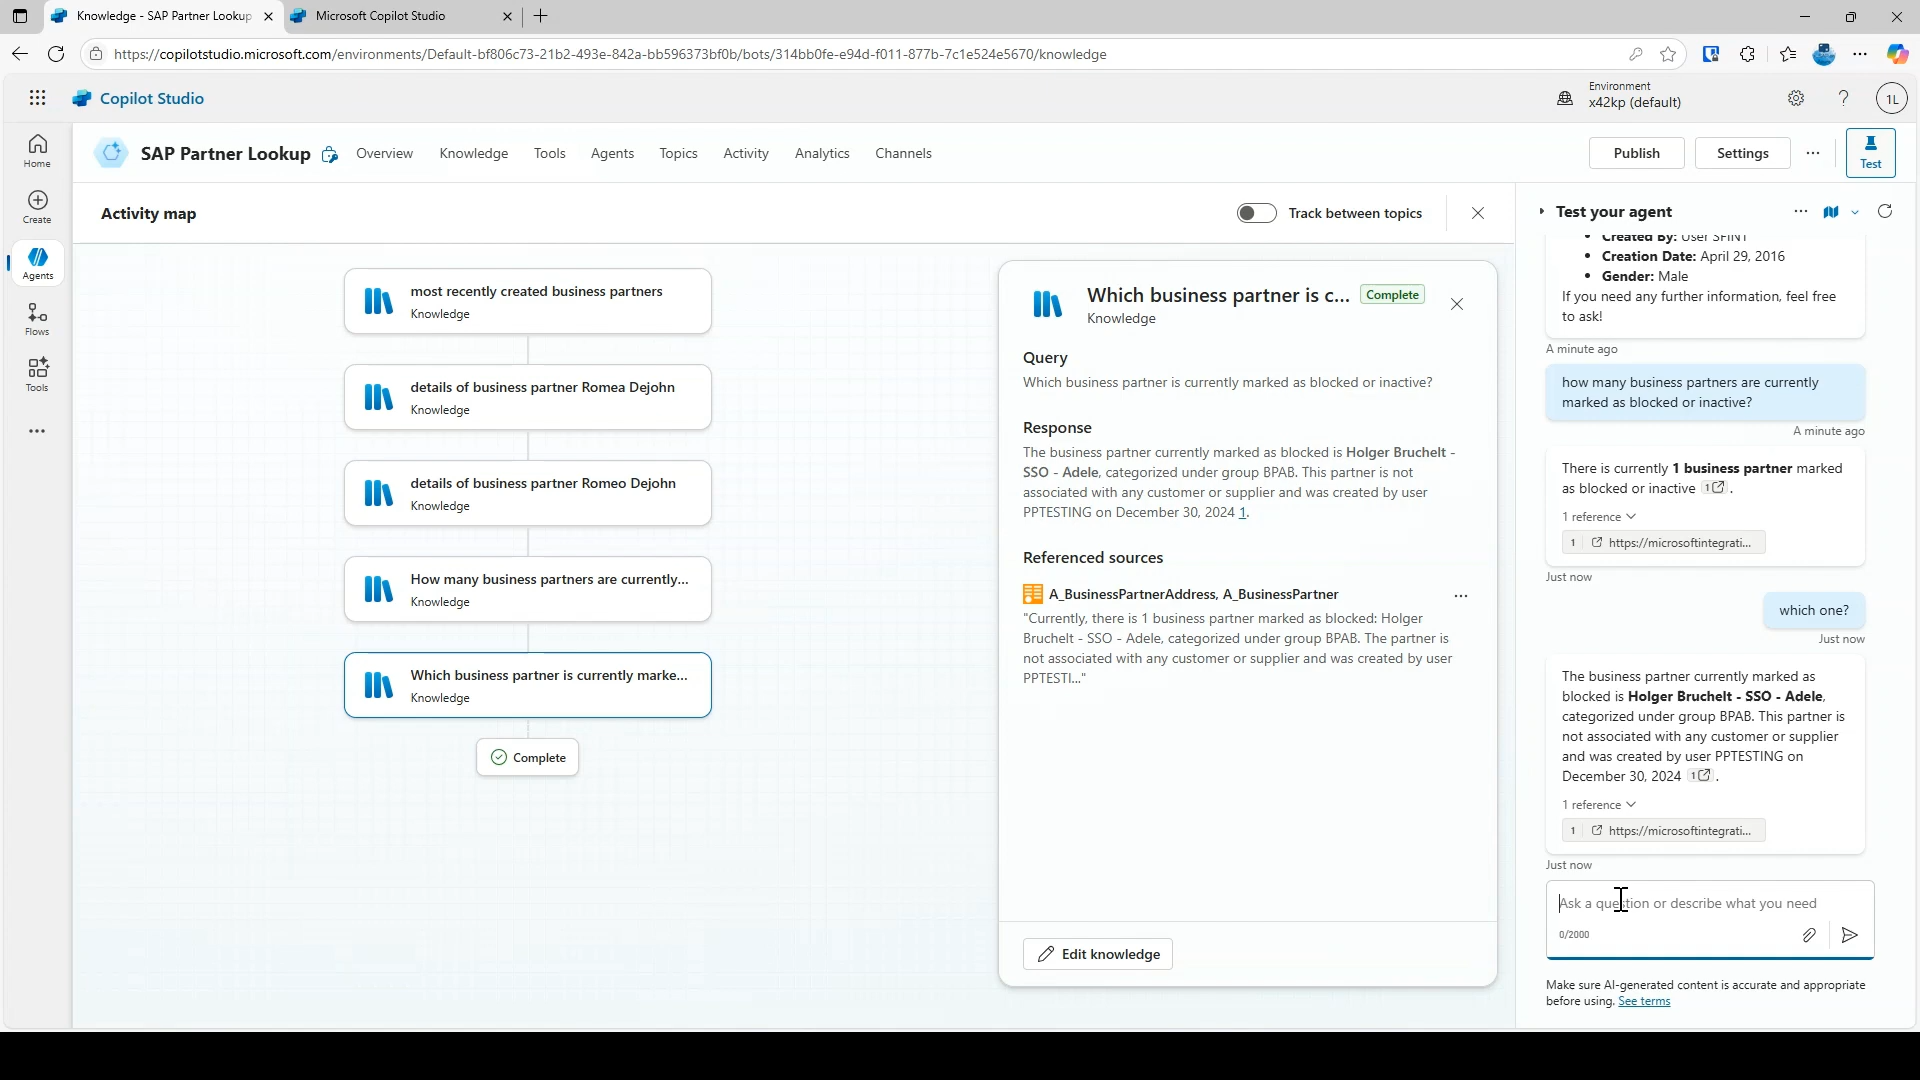 Knowledge - SAP Partner Lookup
Microsoft Copilot Studio
https://copilotstudio.microsoft.com/environments/Default-bf806c73-21b2-493e-842a-bb596373bf0b/bots/314bb0fe-e94d-f011-877b-7c1e524e5670/knowledge
Copilot Studio
Environment
x42kp (default)
1L
Home
Create
Agents
Flows
Tools
SAP Partner Lookup
Overview
Knowledge
Tools
Agents
Topics
Activity
Analytics
Channels
Publish
Settings
Test
Activity map
Track between topics
most recently created business partners
Knowledge
details of business partner Romea Dejohn
Knowledge
details of business partner Romeo Dejohn
Knowledge
How many business partners are currently...
Knowledge
Which business partner is currently marke...
Knowledge
Complete
Which business partner is c...
Complete
Knowledge
Query
Which business partner is currently marked as blocked or inactive?
Response
The business partner currently marked as blocked is Holger Bruchelt -
SSO - Adele, categorized under group BPAB. This partner is not
associated with any customer or supplier and was created by user
PPTESTING on December 30, 2024 1.
Referenced sources
A_BusinessPartnerAddress, A_BusinessPartner
"Currently, there is 1 business partner marked as blocked: Holger
Bruchelt - SSO - Adele, categorized under group BPAB. The partner is
not associated with any customer or supplier and was created by user
PPTESTI..."
Edit knowledge
Test your agent
• Created By: User SFINT
• Creation Date: April 29, 2016
• Gender: Male
If you need any further information, feel free
to ask!
A minute ago
how many business partners are currently
marked as blocked or inactive?
A minute ago
There is currently 1 business partner marked
as blocked or inactive 1.
1 reference
1 https://microsoftintegrati...
Just now
which one?
Just now
The business partner currently marked as
blocked is Holger Bruchelt - SSO - Adele,
categorized under group BPAB. This partner is
not associated with any customer or supplier
and was created by user PPTESTING on
December 30, 2024 1.
1 reference
1 https://microsoftintegrati...
Just now
Ask a question or describe what you need
0/2000
Make sure AI-generated content is accurate and appropriate
before using. See terms